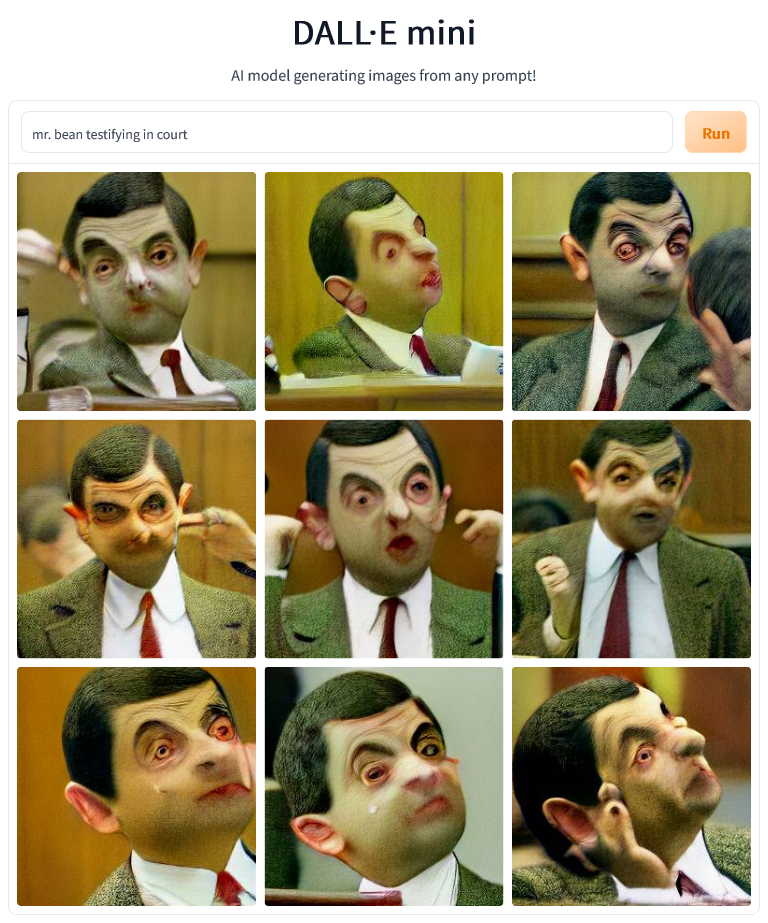 DALL·E mini
AI model generating images from any prompt!
mr. bean testifying in court
Run